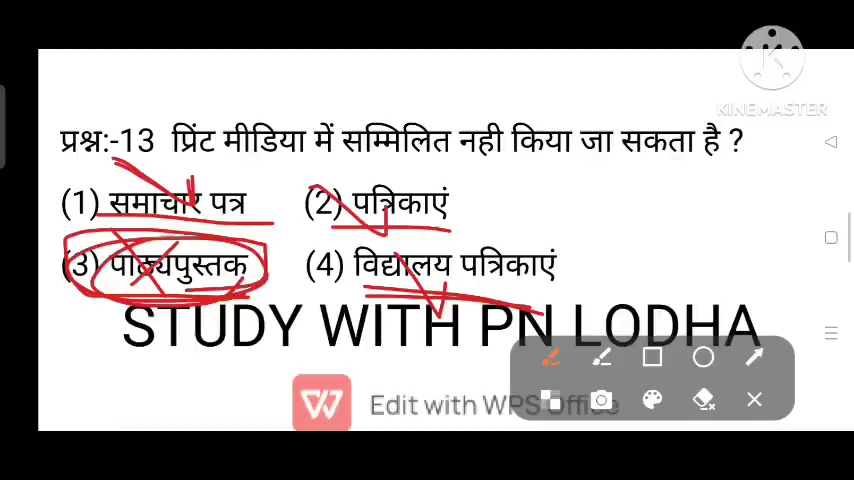 KINEMASTER
प्रश्न:-13 प्रिंट मीडिया में सम्मिलित नही किया जा सकता है ?
(1) समाचार पत्र (2) पत्रिकाएं
(3) पाठ्यपुस्तक (4) विद्यालय पत्रिकाएं
STUDY WITH PN LODHA
Edit with WPS Office